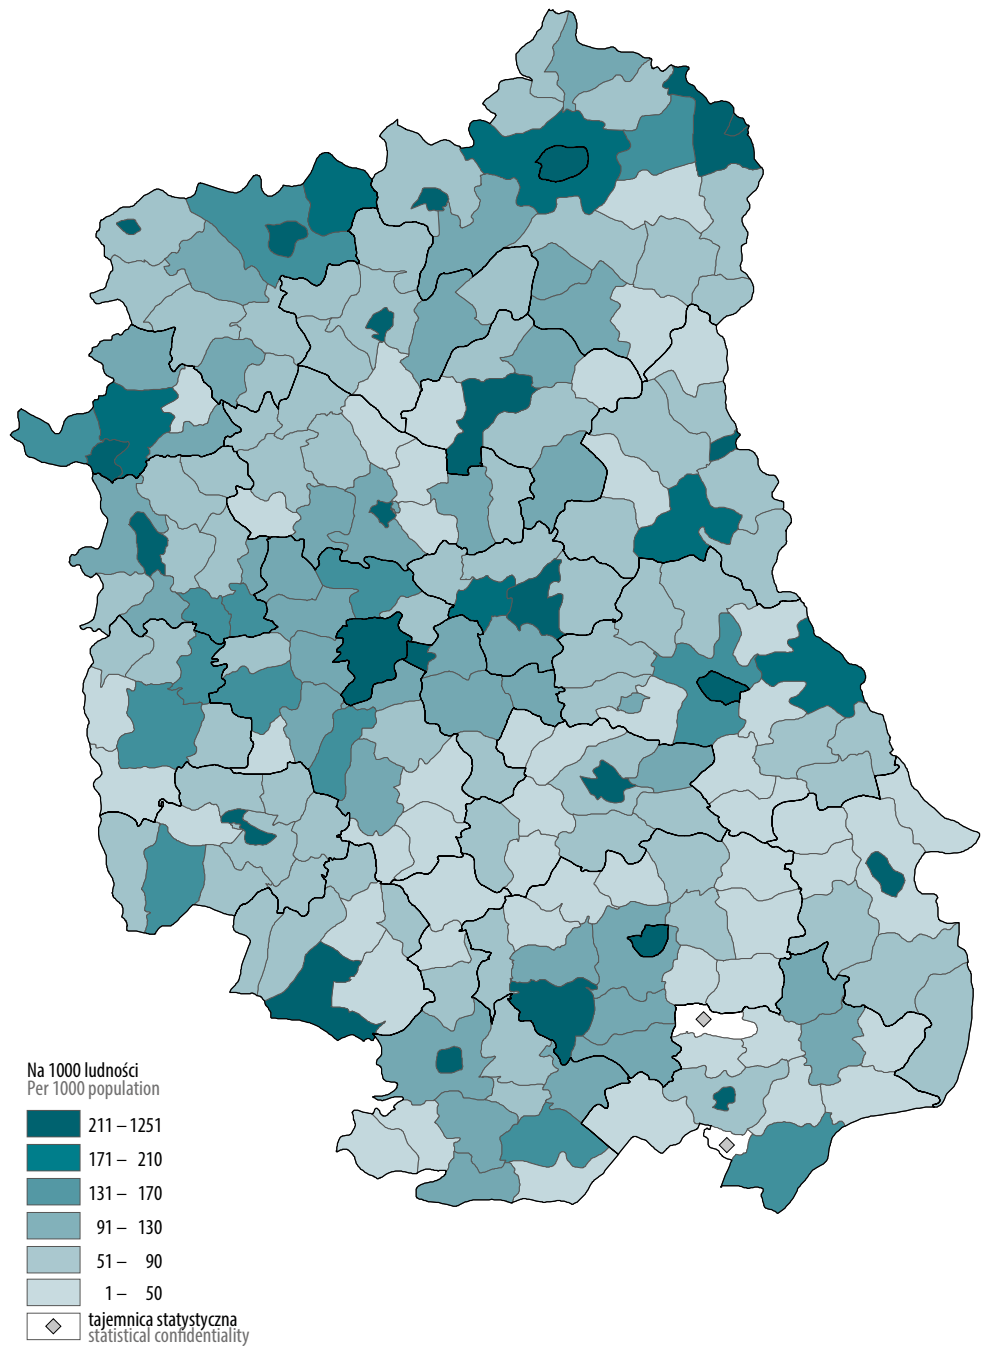 Na 1000 ludności
Per 1000 population
211 – 1251
171 – 210
131 – 170
91 – 130
51 – 90
1 – 50
tajemnica statystyczna
statistical confidentiality